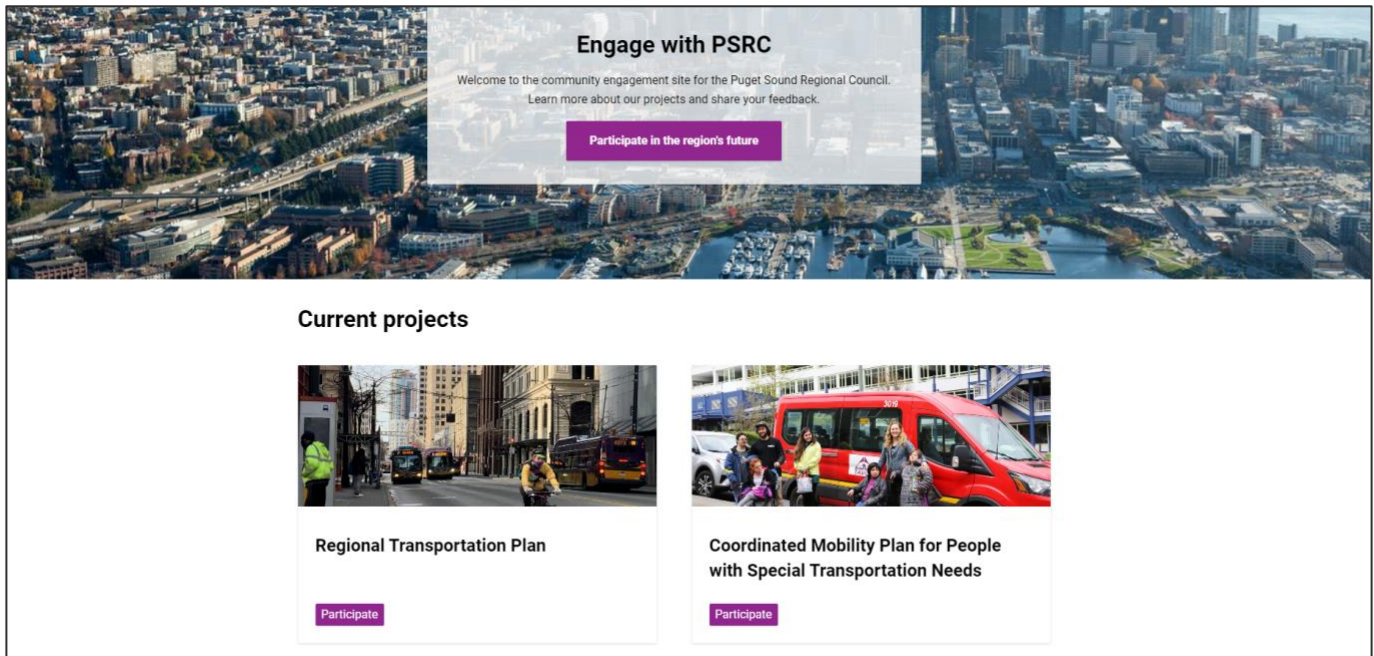 Engage with PSRC
Welcome to the community engagement site for the Puget Sound Regional Council.
Learn more about our projects and share your feedback.
Participate in the region's future
Current projects
3015
Regional Transportation Plan
Coordinated Mobility Plan for People
with Special Transportation Needs
Participate
Participate